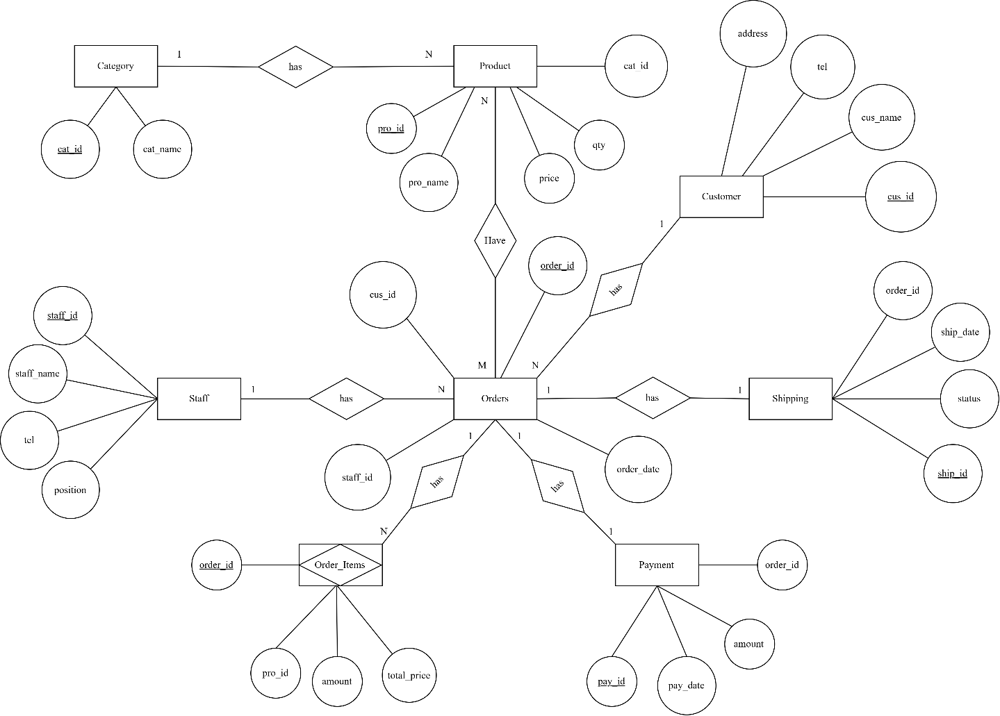 address
Category
1
has
N
Product
cat_id
tel
N
cus_name
pro_id
cat_id
cat_name
qty
pro_name
price
Customer
cus_id
1
Have
order_id
has
cus_id
order_id
staff_id
ship_date
M
N
staff_name
Staff
1
has
N
Orders
1
has
1
Shipping
status
tel
1
1
staff_id
has
has
order_date
ship_id
position
N
1
order_id
Order_Items
Payment
order_id
amount
pro_id
amount
total_price
pay_id
pay_date